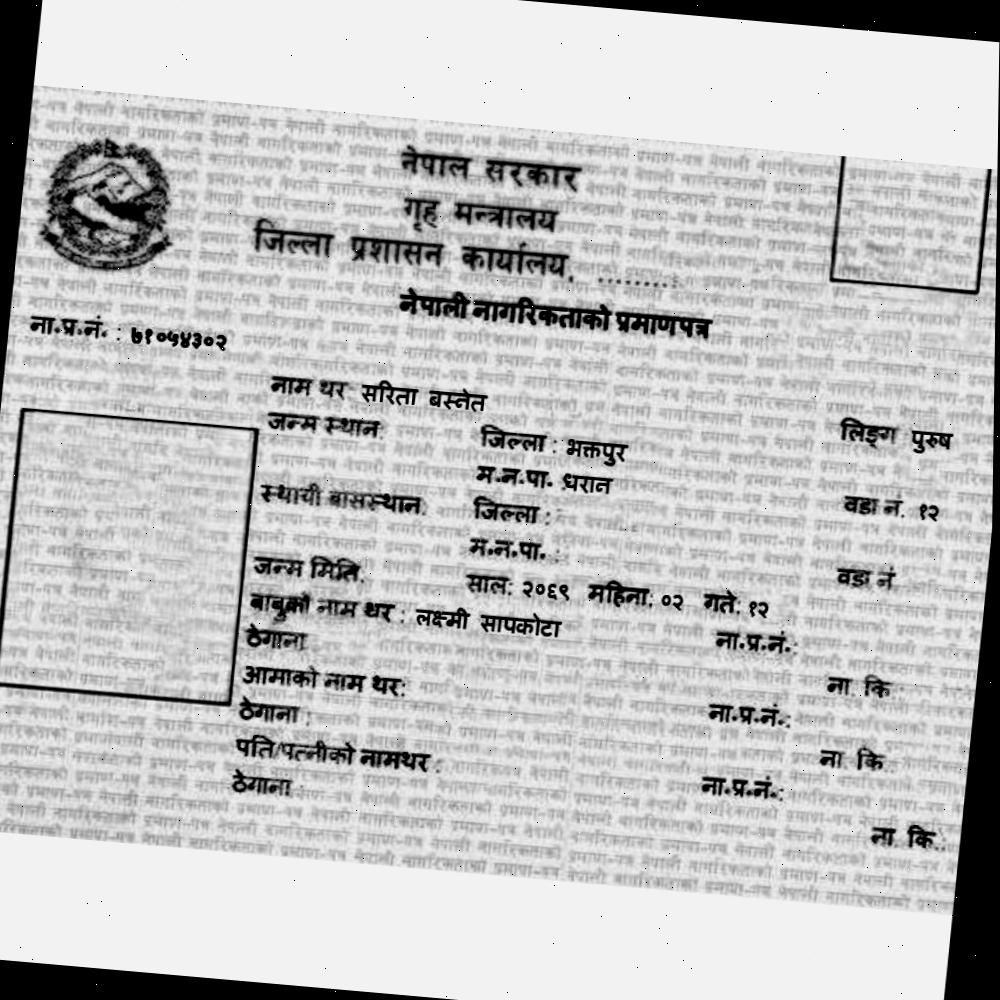 नेपाल सरकार
गृह मन्त्रालय
जिल्ला प्रशासन कार्यालय, .........
नेपाली नागरिकताको प्रमाणपत्र
ना.प्र.नं. : ७१०५४३०२
नाम थर: सरिता बस्नेत लिङ्ग पुरुष
जन्म स्थान: जिल्ला : भक्तपुर
म.न.पा. :धरान वडा नं. १२
स्थायी बासस्थान: जिल्ला :
म.न.पा. : वडा नं
जन्म मिति: साल: २०६९ महिना: ०२ गते: १२
बाबुको नाम थर : लक्ष्मी सापकोटा ना.प्र.नं.:
ठेगाना ना. कि :
आमाको नाम थर: ना.प्र.नं.:
ठेगाना : ना. कि :
पति/पत्नीको नामथर : ना.प्र.नं.:
ठेगाना : ना. कि.: